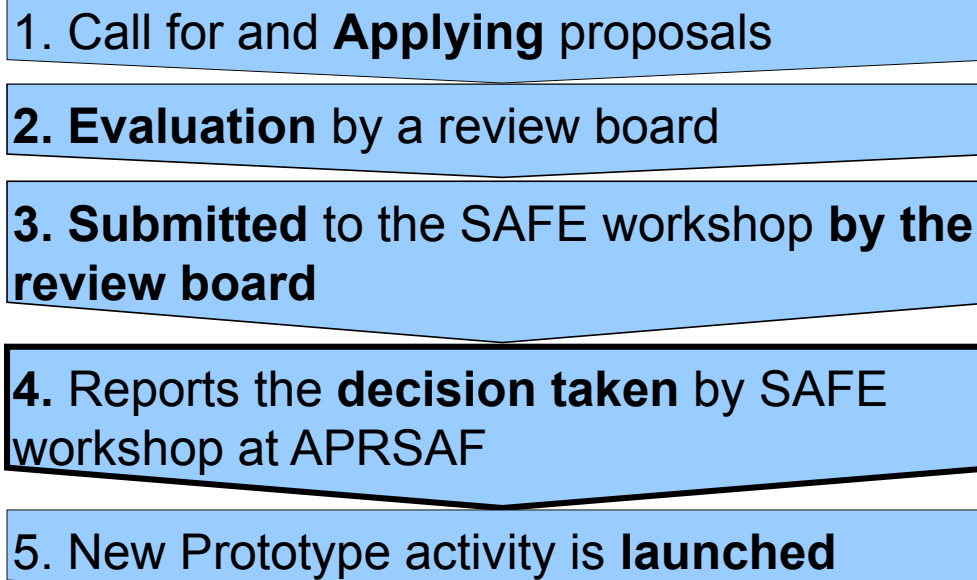 1. Call for and Applying proposals
2. Evaluation by a review board
3. Submitted to the SAFE workshop by the
review board
4. Reports the decision taken by SAFE
workshop at APRSAF
5. New Prototype activity is launched